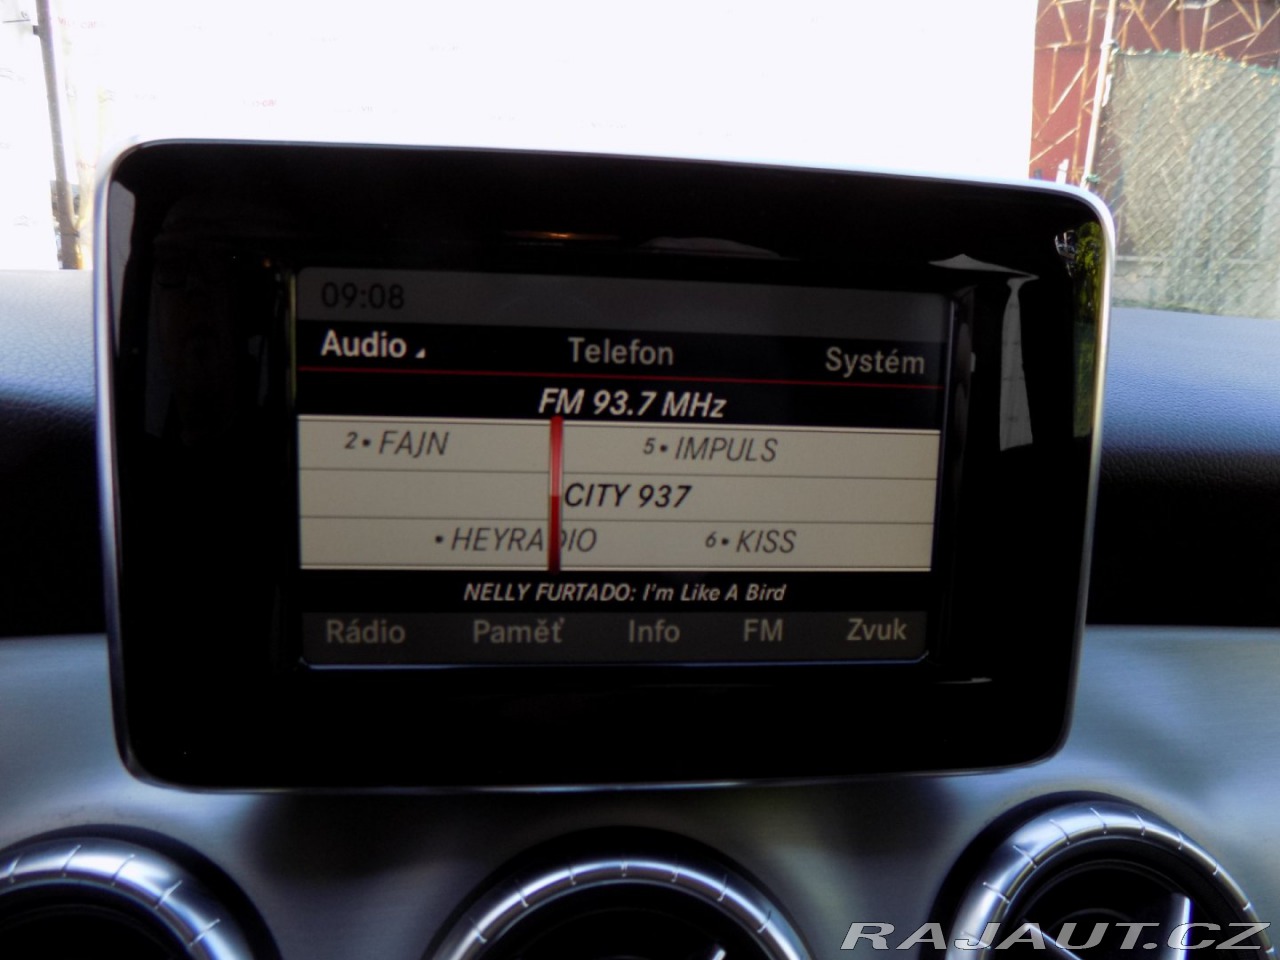 09:08
Audio Telefon Systém
FM 93.7 MHz
2• FAJN 5• IMPULS
CITY 937
• HEYRADIO 6• KISS
NELLY FURTADO: I'm Like A Bird
Rádio Paměť Info FM Zvuk
RAJAUT.CZ